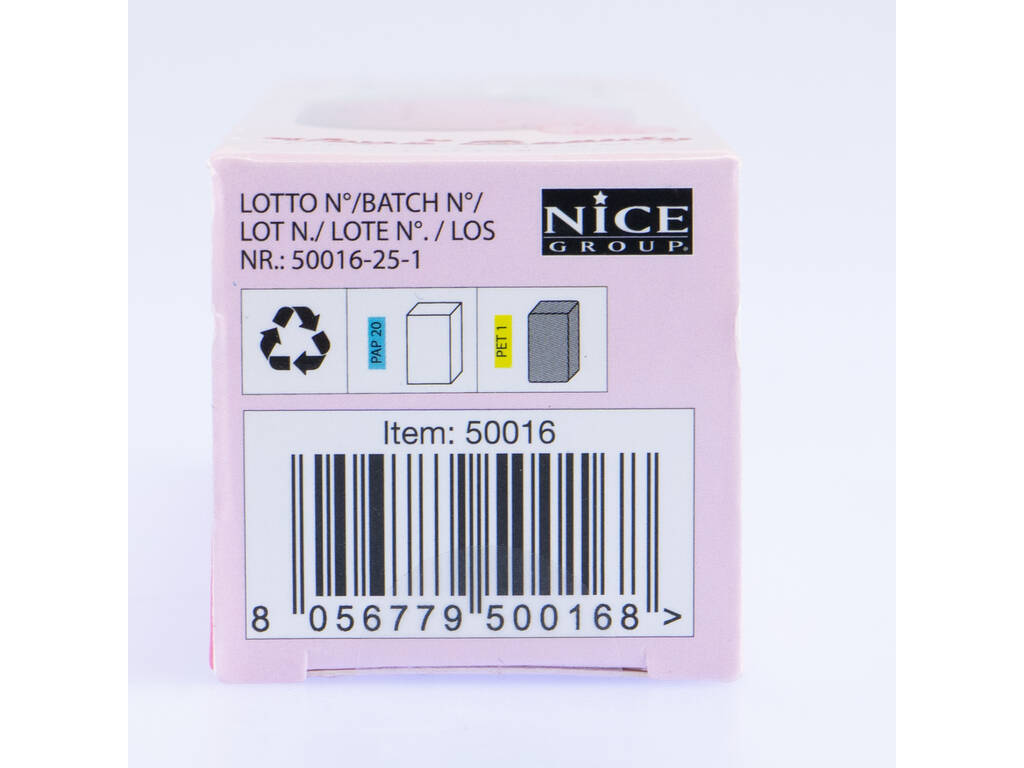 LOTTO N°/BATCH N°/
LOT N./ LOTE N°. / LOS
NR.: 50016-25-1
NiCE
GROUP®
PAP 20
PET 1
Item: 50016
8 056779 500168 >